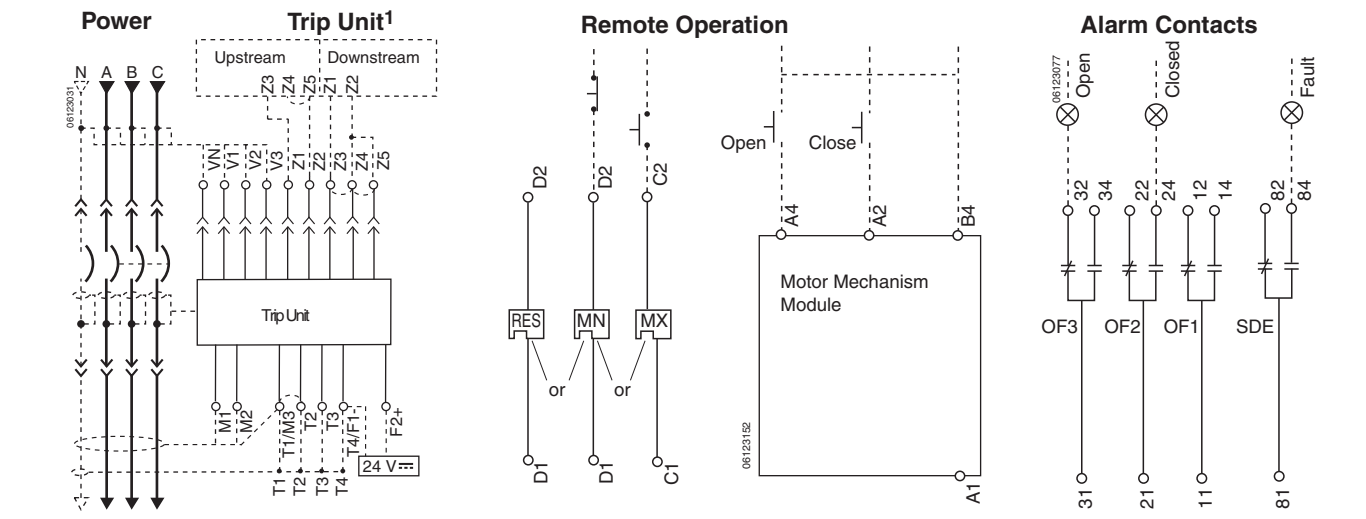 Power
Trip Unit¹
Remote Operation
Alarm Contacts
Upstream
Downstream
Z3
Z4
Z5
Z1
Z2
N
A
B
C
06123031
VN
V1
V2
V3
Z1
Z2
Z3
Z4
Z5
Trip Unit
M1
M2
T1/M3
T2
T3
T4/F1-
F2+
24 V
T1
T2
T3
T4
D2
D2
C2
RES
MN
MX
or
or
D1
D1
C1
Open
Close
A4
A2
B4
Motor Mechanism
Module
06123152
A1
06123077
Open
Closed
Fault
32
34
22
24
12
14
82
84
OF3
OF2
OF1
SDE
31
21
11
81